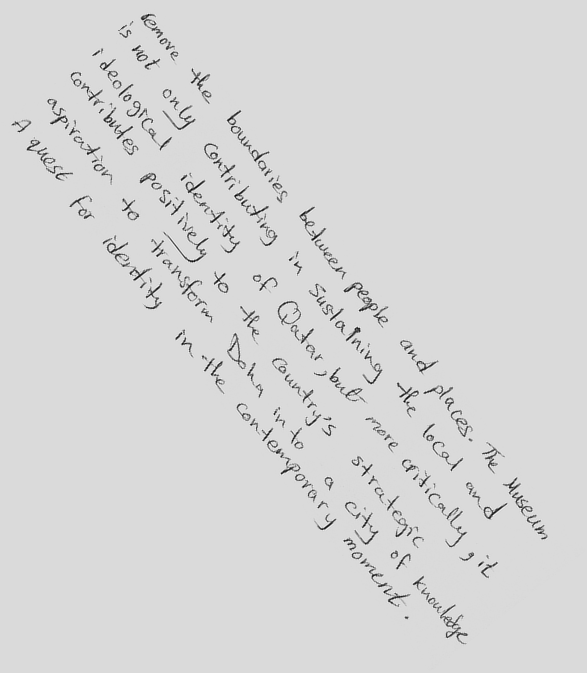 remove the boundaries between people and places. The Museum
is not only contributing in Sustaining the local and
ideological identity of Qatar, but more critically, it
contributes positively to the country's strategic
aspiration to transform Doha in to a city of knowledge
A quest for identity in the contemporary moment.